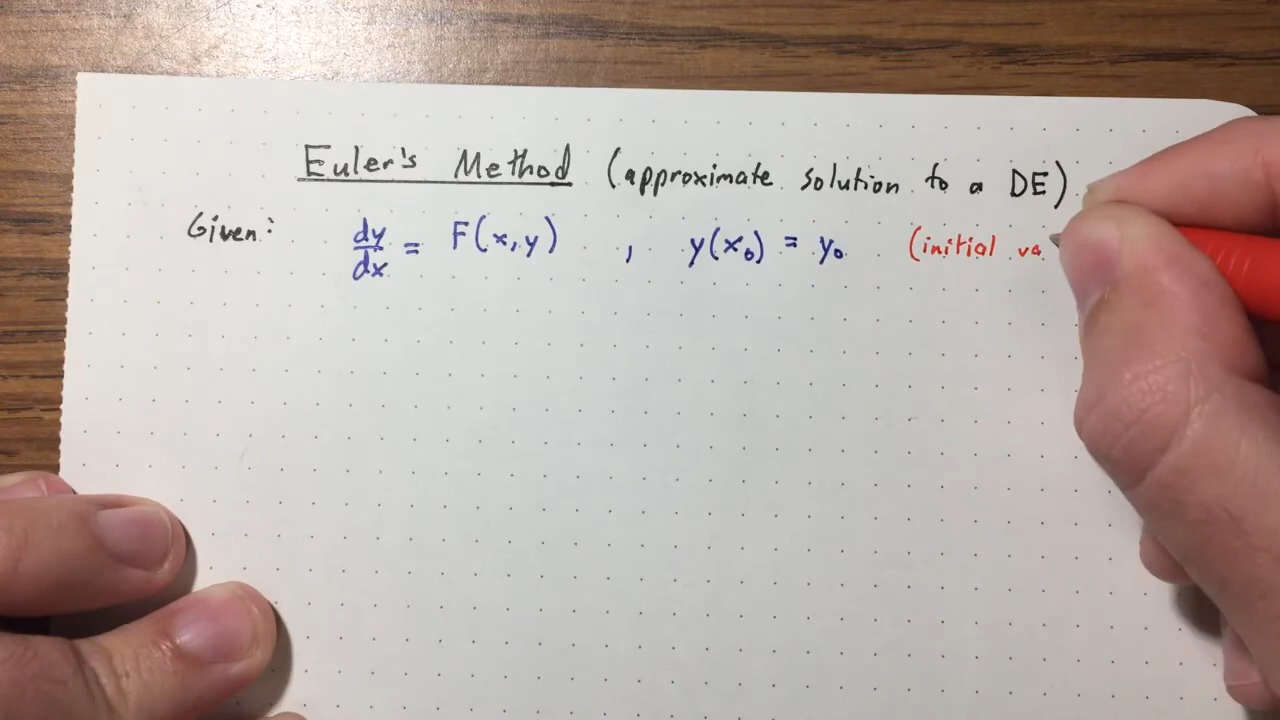 Euler's Method (approximate solution to a DE)
Given: dy/dx = F(x,y) , y(x₀) = y₀ (initial va